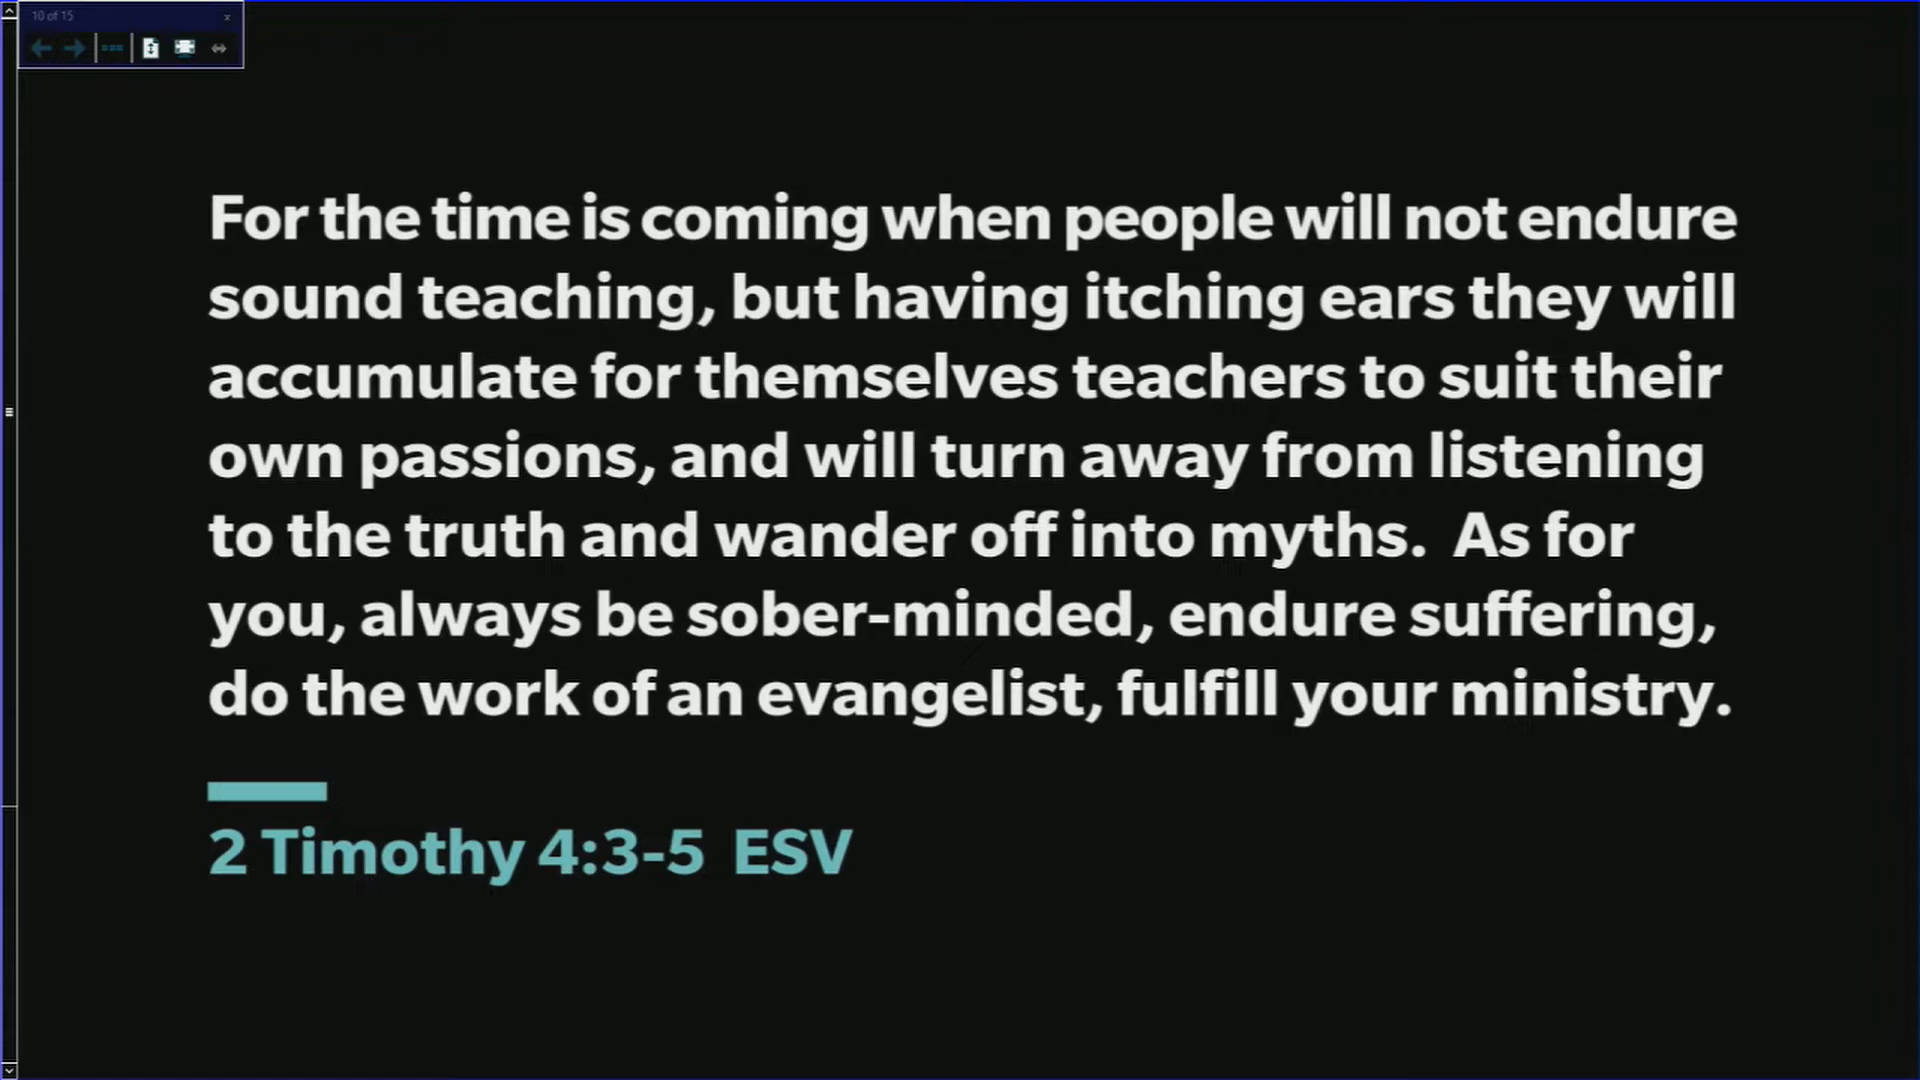 10 of 15
For the time is coming when people will not endure
sound teaching, but having itching ears they will
accumulate for themselves teachers to suit their
own passions, and will turn away from listening
to the truth and wander off into myths.  As for
you, always be sober-minded, endure suffering,
do the work of an evangelist, fulfill your ministry.
2 Timothy 4:3-5  ESV